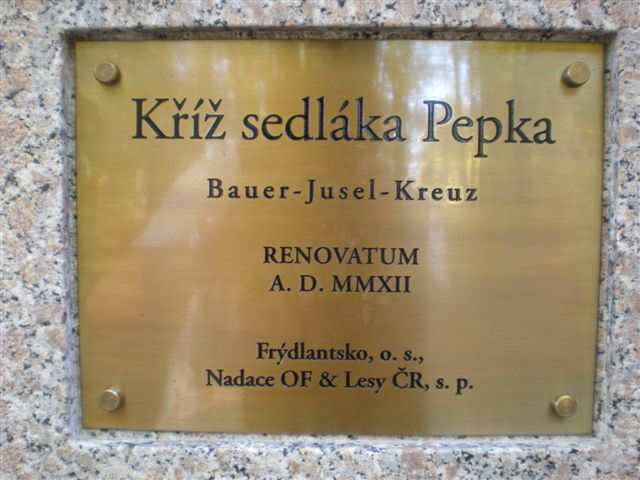 Kříž sedláka Pepka
Bauer-Jusel-Kreuz
RENOVATUM
A. D. MMXII
Frýdlantsko, o. s.,
Nadace OF & Lesy ČR, s. p.